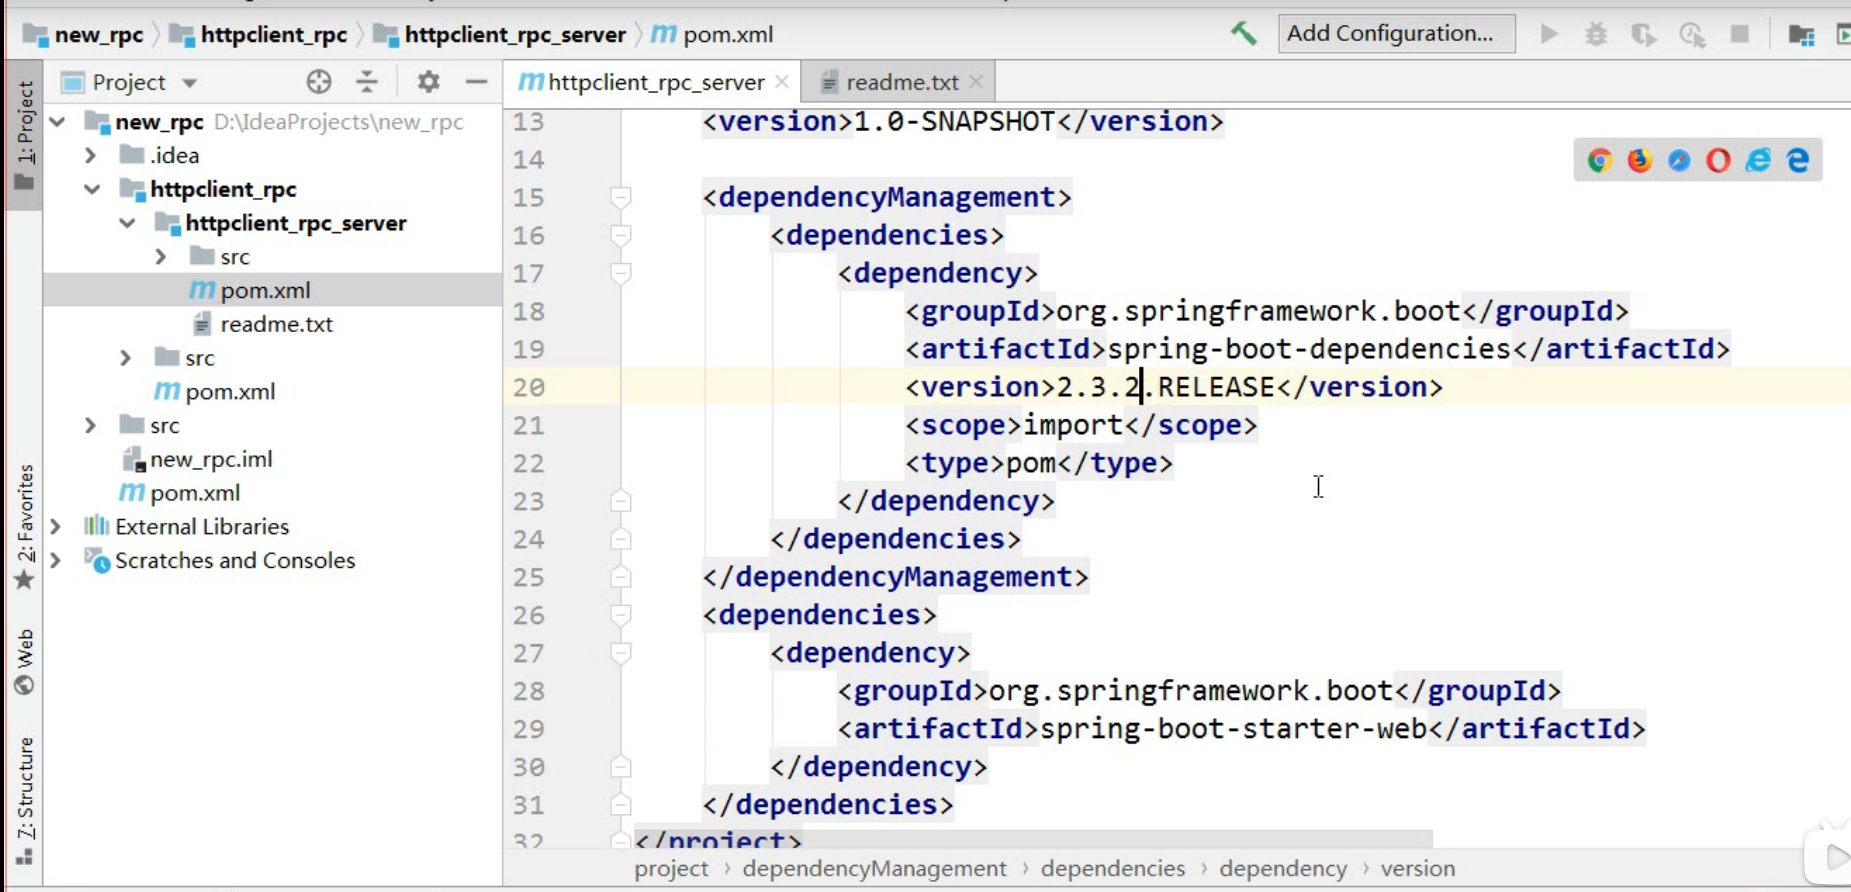 new_rpc httpclient_rpc httpclient_rpc_server pom.xml
Add Configuration...
1: Project
2: Favorites
Web
7: Structure
Project
new_rpc D:\IdeaProjects\new_rpc
.idea
httpclient_rpc
httpclient_rpc_server
src
pom.xml
readme.txt
src
pom.xml
src
new_rpc.iml
pom.xml
External Libraries
Scratches and Consoles
httpclient_rpc_server
readme.txt
13 <version>1.0-SNAPSHOT</version>
14
15 <dependencyManagement>
16 <dependencies>
17 <dependency>
18 <groupId>org.springframework.boot</groupId>
19 <artifactId>spring-boot-dependencies</artifactId>
20 <version>2.3.2.RELEASE</version>
21 <scope>import</scope>
22 <type>pom</type>
23 </dependency>
24 </dependencies>
25 </dependencyManagement>
26 <dependencies>
27 <dependency>
28 <groupId>org.springframework.boot</groupId>
29 <artifactId>spring-boot-starter-web</artifactId>
30 </dependency>
31 </dependencies>
32 </project>
project › dependencyManagement › dependencies › dependency › version